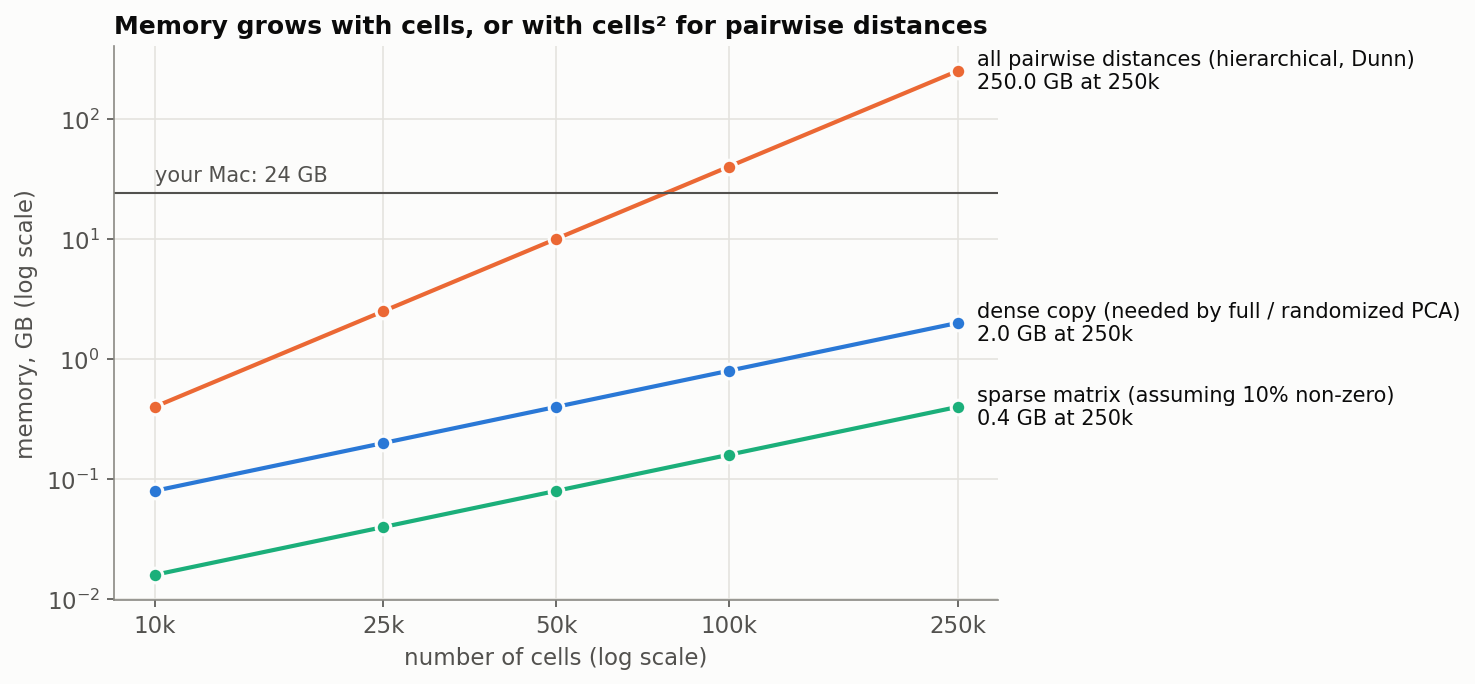 Memory grows with cells, or with cells² for pairwise distances
all pairwise distances (hierarchical, Dunn)
250.0 GB at 250k
10²
your Mac: 24 GB
10¹
dense copy (needed by full / randomized PCA)
2.0 GB at 250k
10⁰
sparse matrix (assuming 10% non-zero)
0.4 GB at 250k
10⁻¹
10⁻²
memory, GB (log scale)
10k 25k 50k 100k 250k
number of cells (log scale)